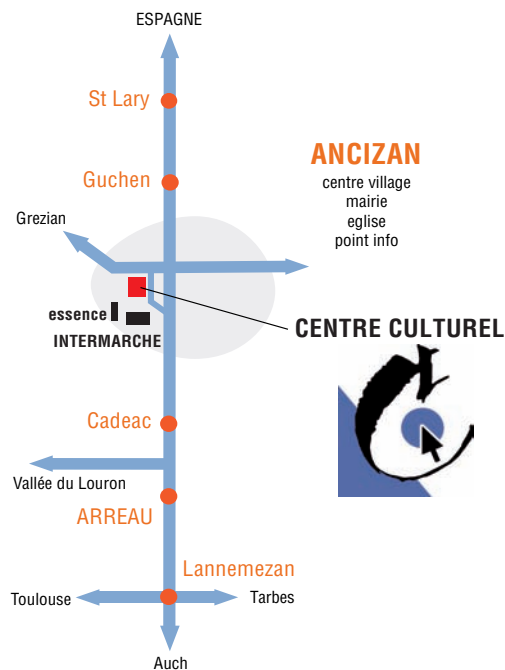 ESPAGNE
St Lary
ANCIZAN
Guchen
centre village
mairie
eglise
point info
Grezian
essence
INTERMARCHE
CENTRE CULTUREL
Cadeac
Vallée du Louron
ARREAU
Lannemezan
Toulouse
Tarbes
Auch